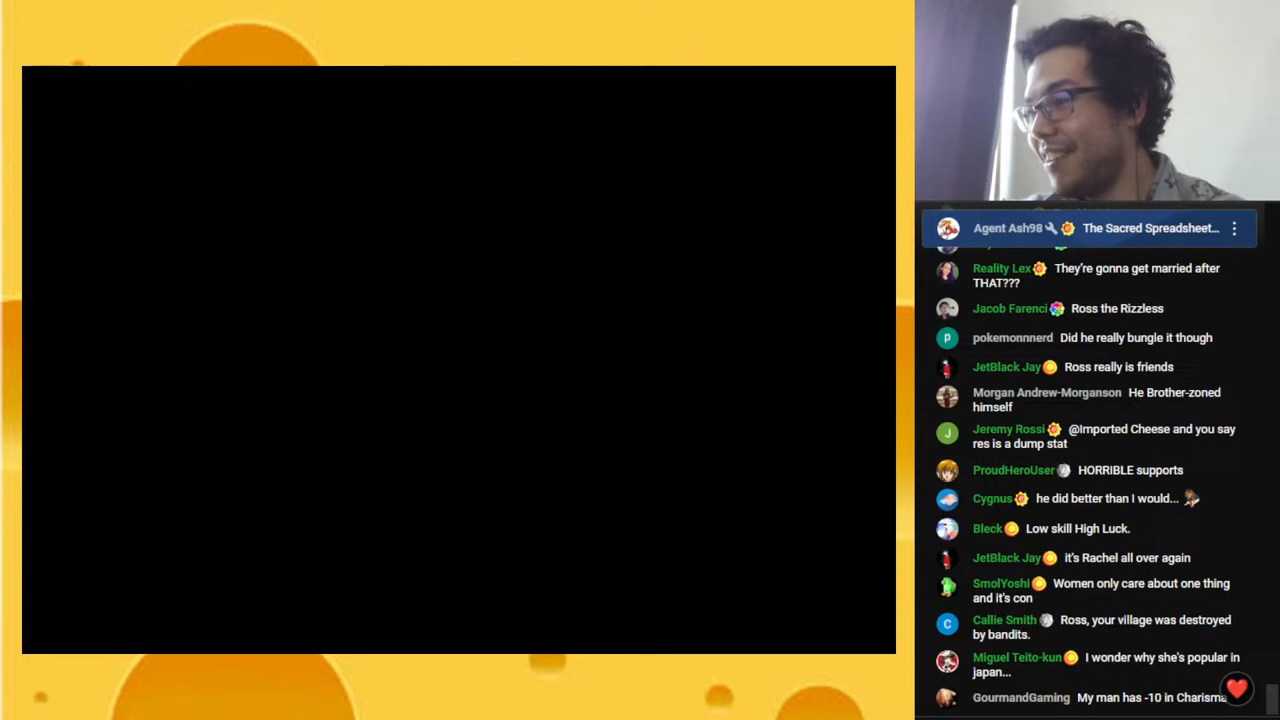 Agent Ash98 The Sacred Spreadsheet...
Reality Lex They're gonna get married after
THAT???
Jacob Farenci Ross the Rizzless
P pokemonnnerd Did he really bungle it though
JetBlack Jay Ross really is friends
Morgan Andrew-Morganson He Brother-zoned
himself
J Jeremy Rossi @Imported Cheese and you say
res is a dump stat
ProudHeroUser HORRIBLE supports
Cygnus he did better than I would...
Bleck Low skill High Luck.
JetBlack Jay it's Rachel all over again
SmolYoshi Women only care about one thing
and it's con
C Callie Smith Ross, your village was destroyed
by bandits.
Miguel Teito-kun I wonder why she's popular in
japan...
GourmandGaming My man has -10 in Charisma